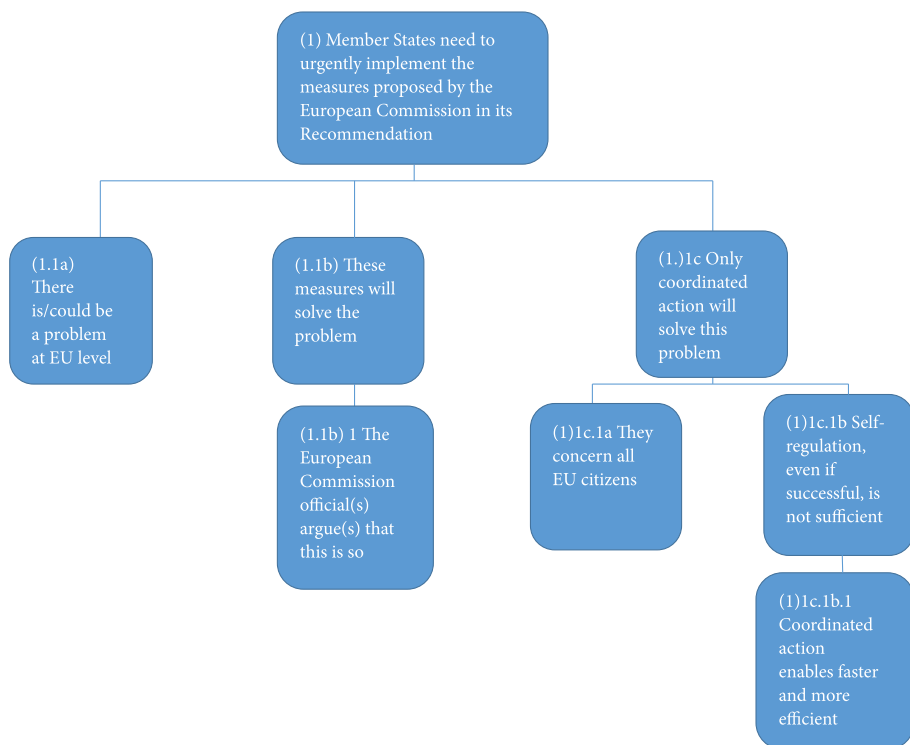 (1) Member States need to
urgently implement the
measures proposed by the
European Commission in its
Recommendation
(1.1a)
There
is/could be
a problem
at EU level
(1.1b) These
measures will
solve the
problem
(1.)1c Only
coordinated
action will
solve this
problem
(1.1b) 1 The
European
Commission
official(s)
argue(s) that
this is so
(1)1c.1a They
concern all
EU citizens
(1)1c.1b Self-
regulation,
even if
successful, is
not sufficient
(1)1c.1b.1
Coordinated
action
enables faster
and more
efficient